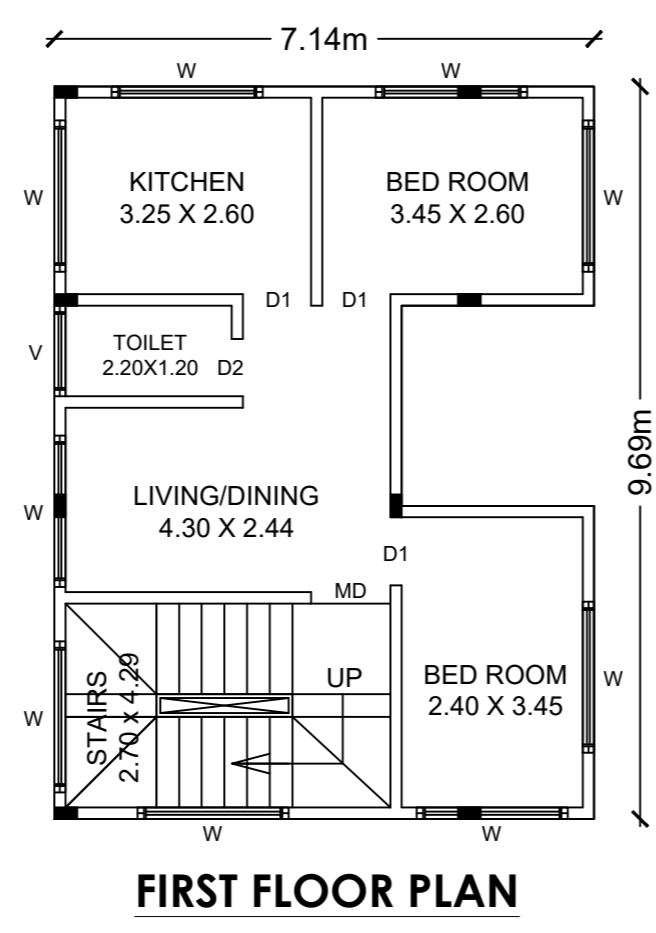 7.14m
W
W
KITCHEN
3.25 X 2.60
BED ROOM
3.45 X 2.60
W
W
D1
D1
TOILET
2.20X1.20
D2
V
9.69m
LIVING/DINING
4.30 X 2.44
W
D1
MD
STAIRS
2.70 x 4.29
UP
BED ROOM
2.40 X 3.45
W
W
W
W
FIRST FLOOR PLAN